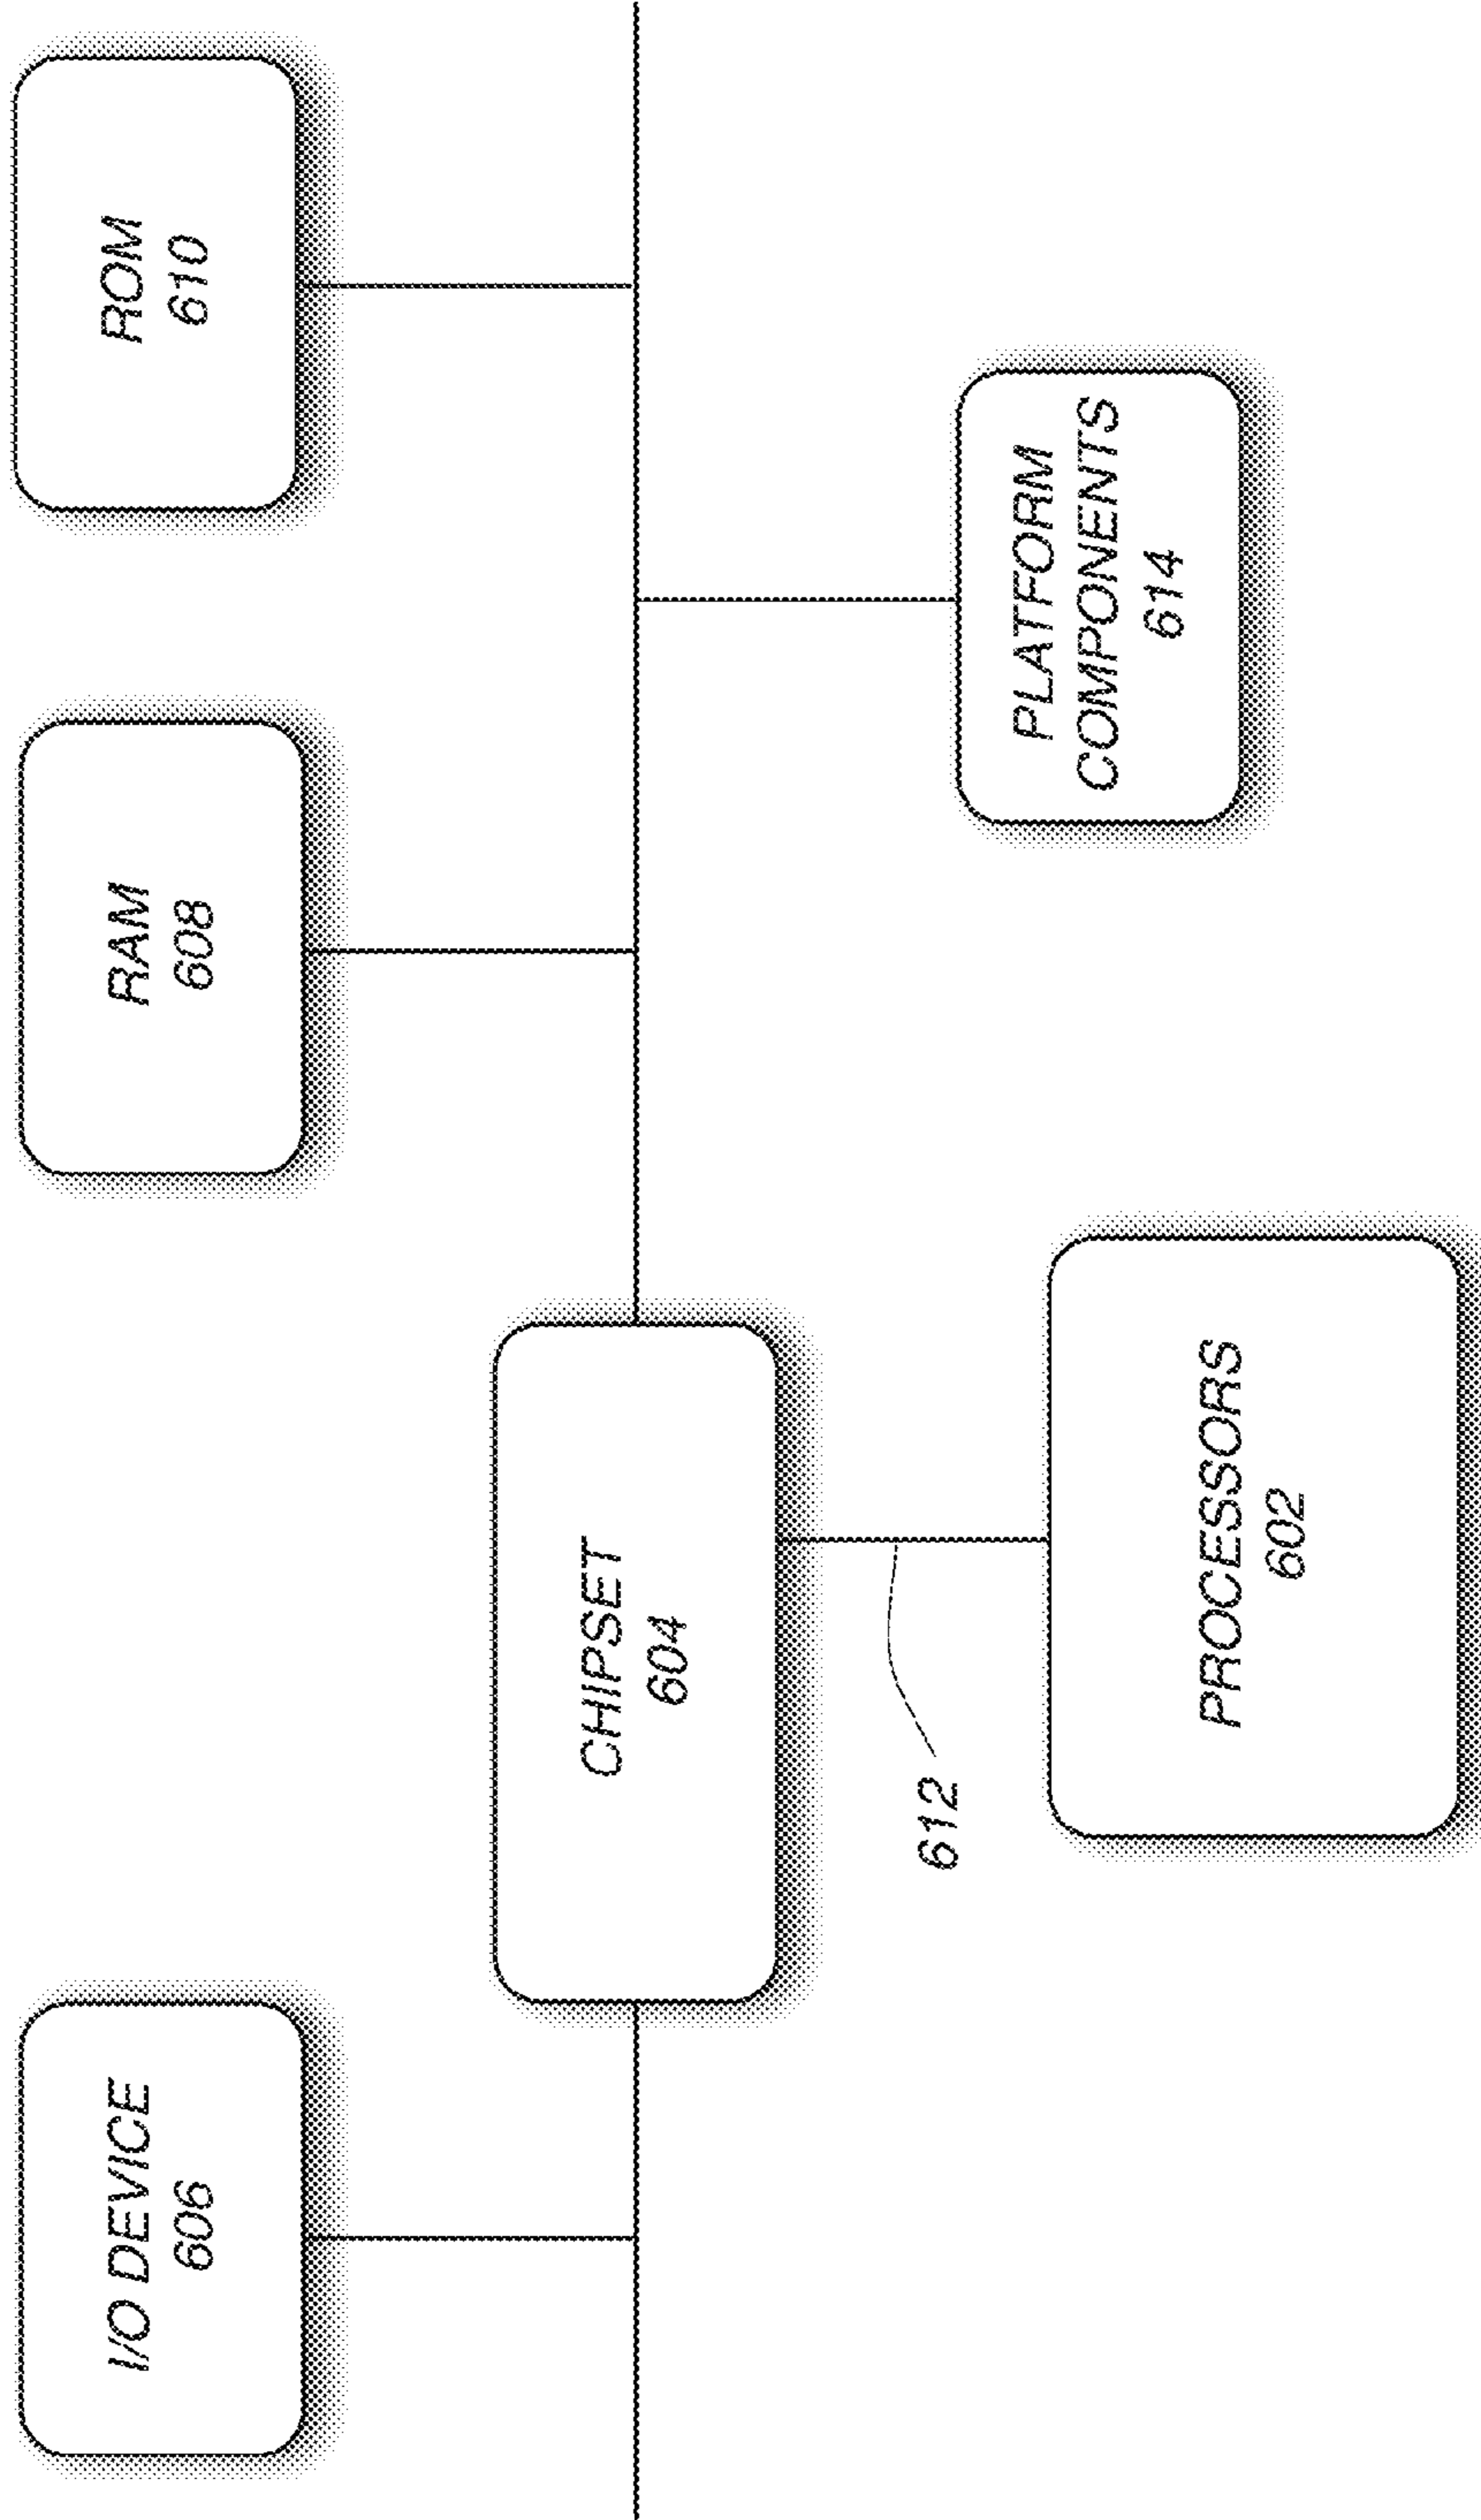 I/O DEVICE
606
RAM
608
ROM
610
CHIPSET
604
612
PLATFORM
COMPONENTS
614
PROCESSORS
602